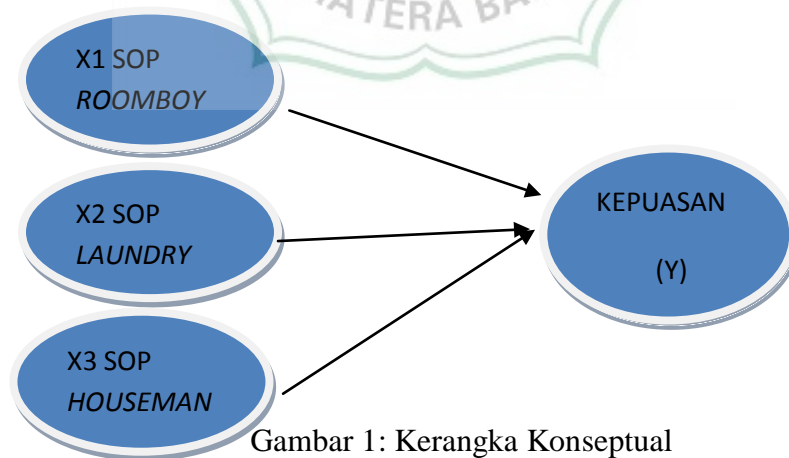 X1 SOP
ROOMBOY
X2 SOP
LAUNDRY
X3 SOP
HOUSEMAN
KEPUASAN
(Y)
Gambar 1: Kerangka Konseptual